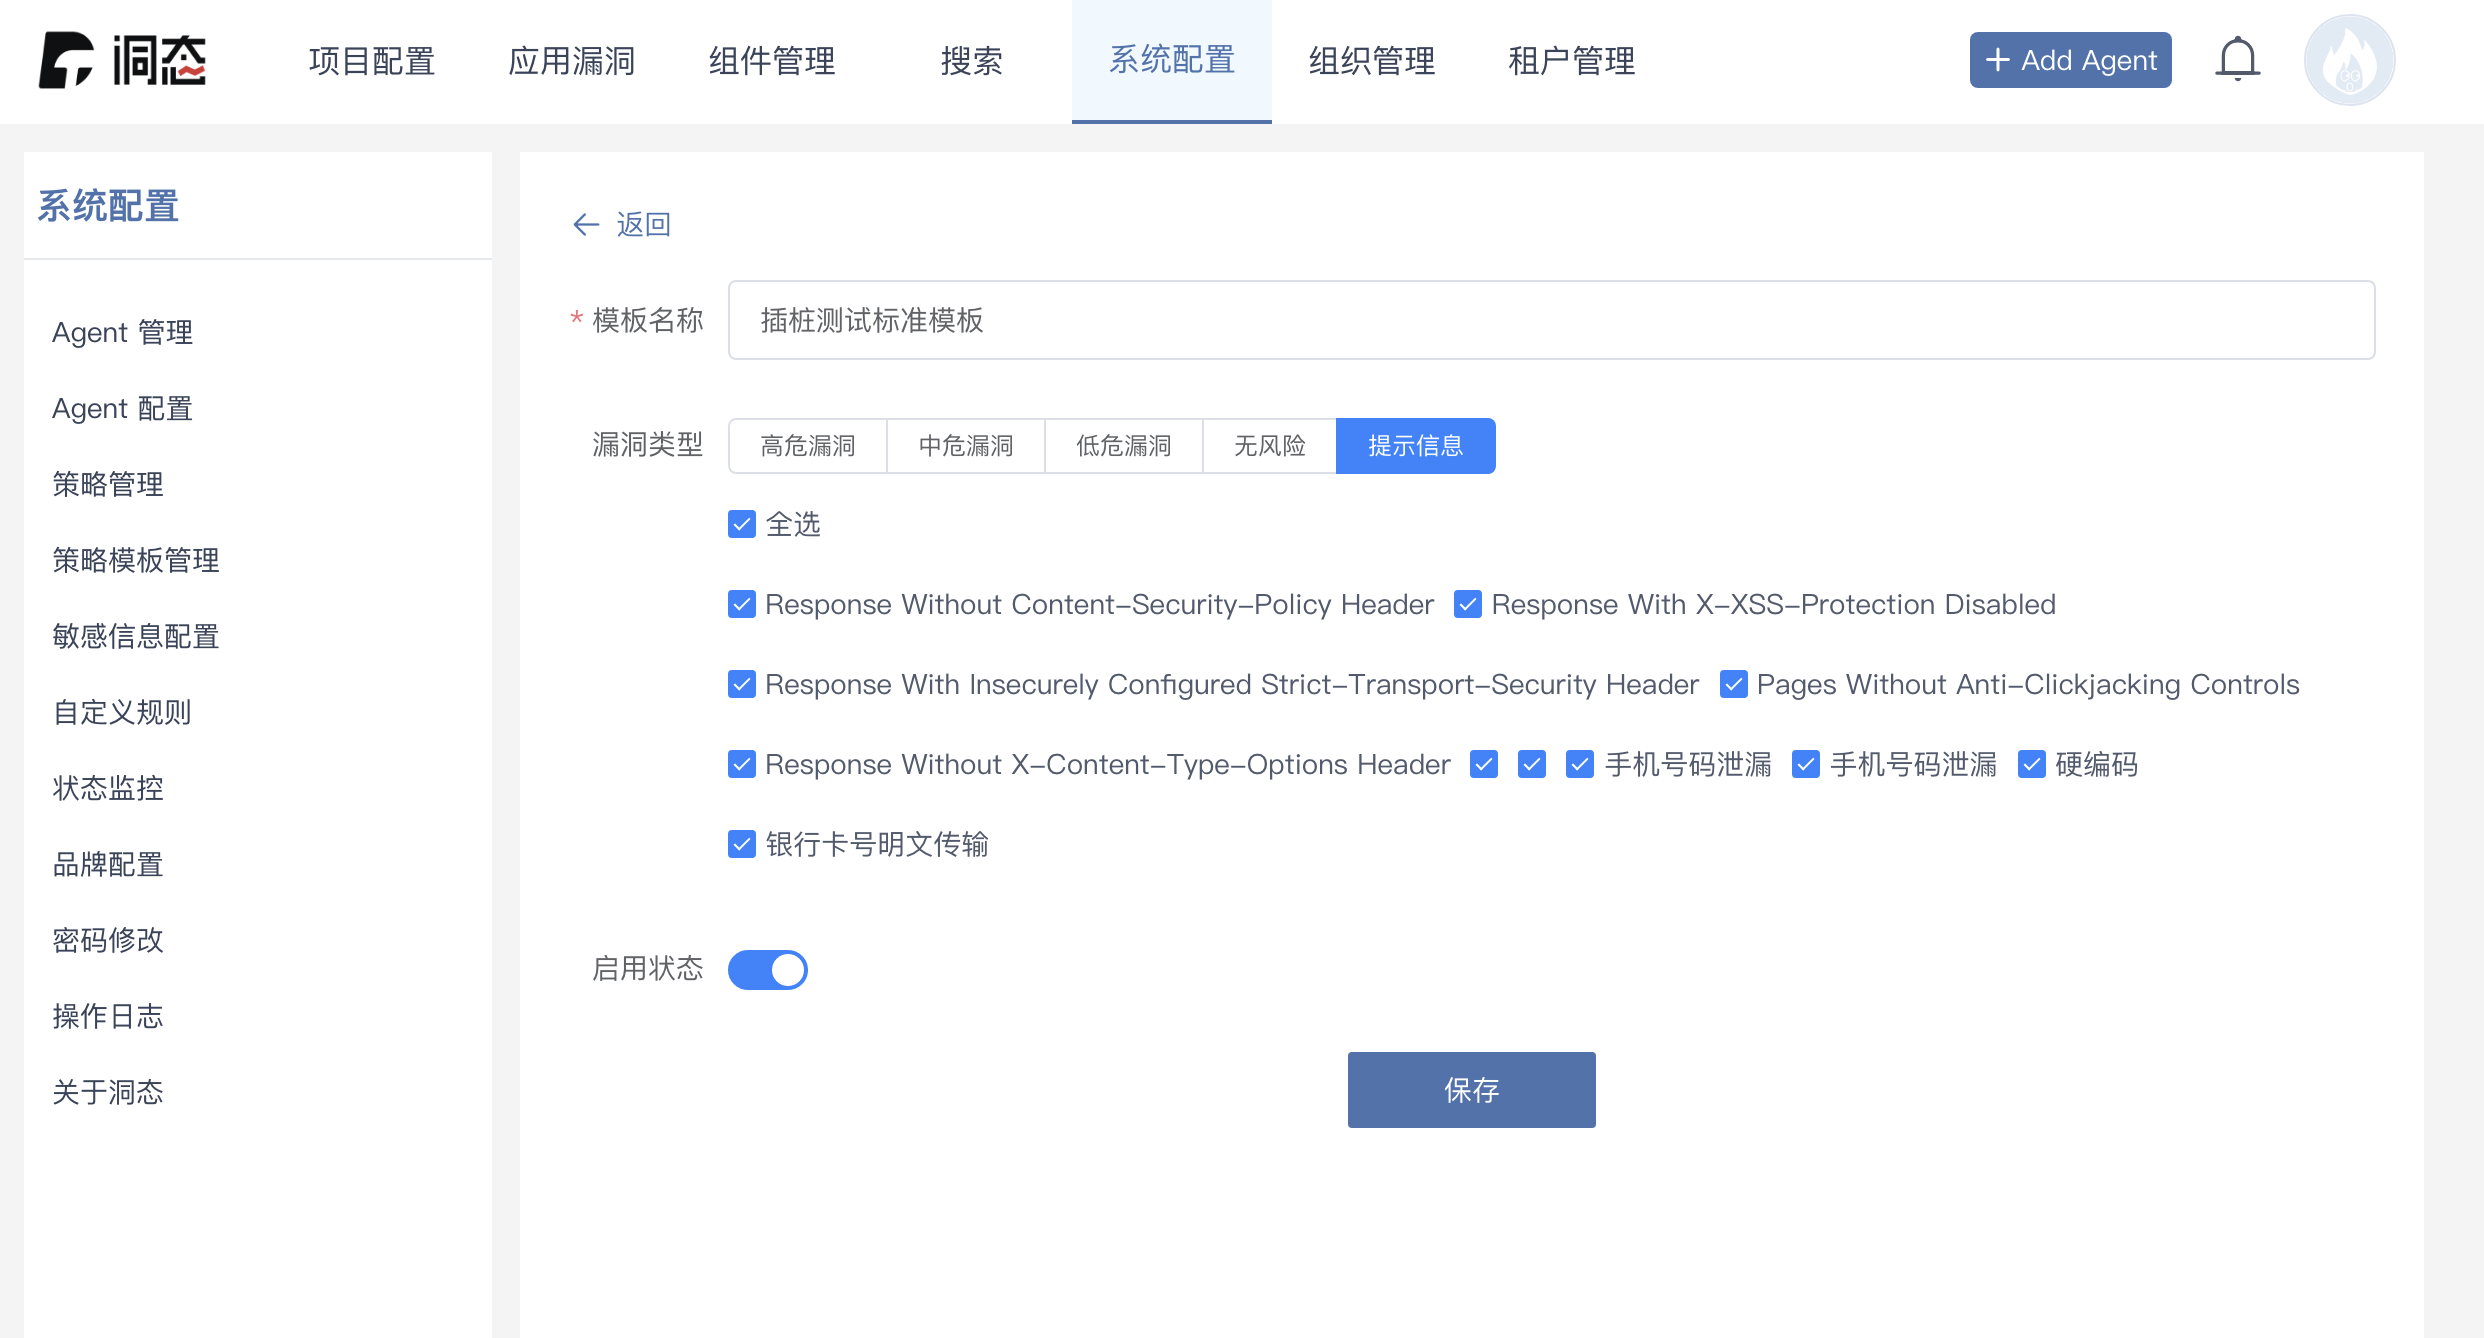 洞态 项目配置 应用漏洞 组件管理 搜索 系统配置 组织管理 租户管理 + Add Agent
系统配置
Agent 管理
Agent 配置
策略管理
策略模板管理
敏感信息配置
自定义规则
状态监控
品牌配置
密码修改
操作日志
关于洞态
← 返回
* 模板名称 插桩测试标准模板
漏洞类型 高危漏洞 中危漏洞 低危漏洞 无风险 提示信息
全选
Response Without Content-Security-Policy Header Response With X-XSS-Protection Disabled
Response With Insecurely Configured Strict-Transport-Security Header Pages Without Anti-Clickjacking Controls
Response Without X-Content-Type-Options Header 手机号码泄漏 手机号码泄漏 硬编码
银行卡号明文传输
启用状态
保存